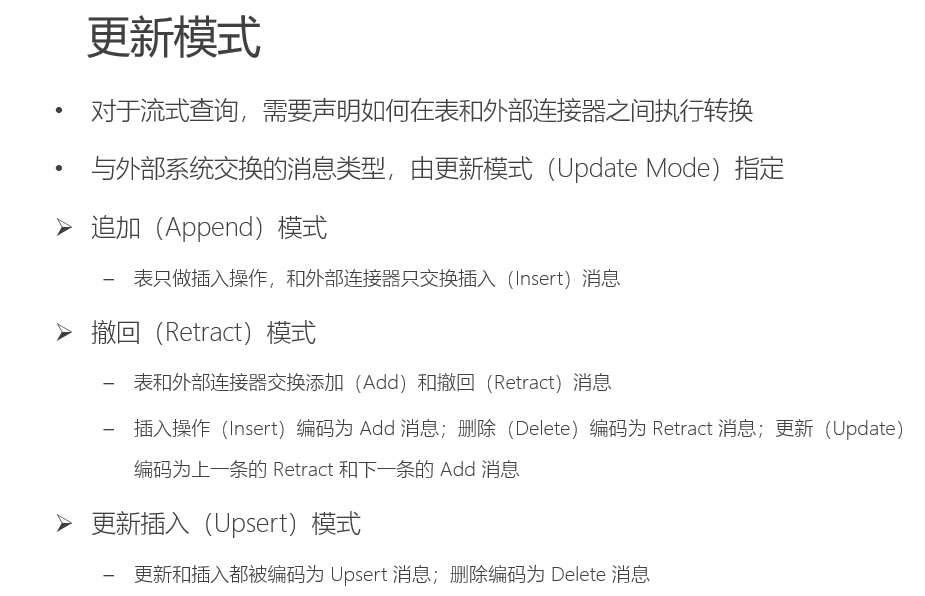 更新模式
• 对于流式查询，需要声明如何在表和外部连接器之间执行转换
• 与外部系统交换的消息类型，由更新模式（Update Mode）指定
➢ 追加（Append）模式
– 表只做插入操作，和外部连接器只交换插入（Insert）消息
➢ 撤回（Retract）模式
– 表和外部连接器交换添加（Add）和撤回（Retract）消息
– 插入操作（Insert）编码为 Add 消息；删除（Delete）编码为 Retract 消息；更新（Update）
编码为上一条的 Retract 和下一条的 Add 消息
➢ 更新插入（Upsert）模式
– 更新和插入都被编码为 Upsert 消息；删除编码为 Delete 消息